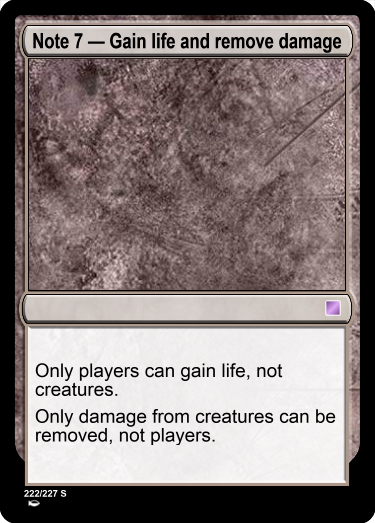 Note 7 — Gain life and remove damage
Only players can gain life, not
creatures.
Only damage from creatures can be
removed, not players.
222/227 S